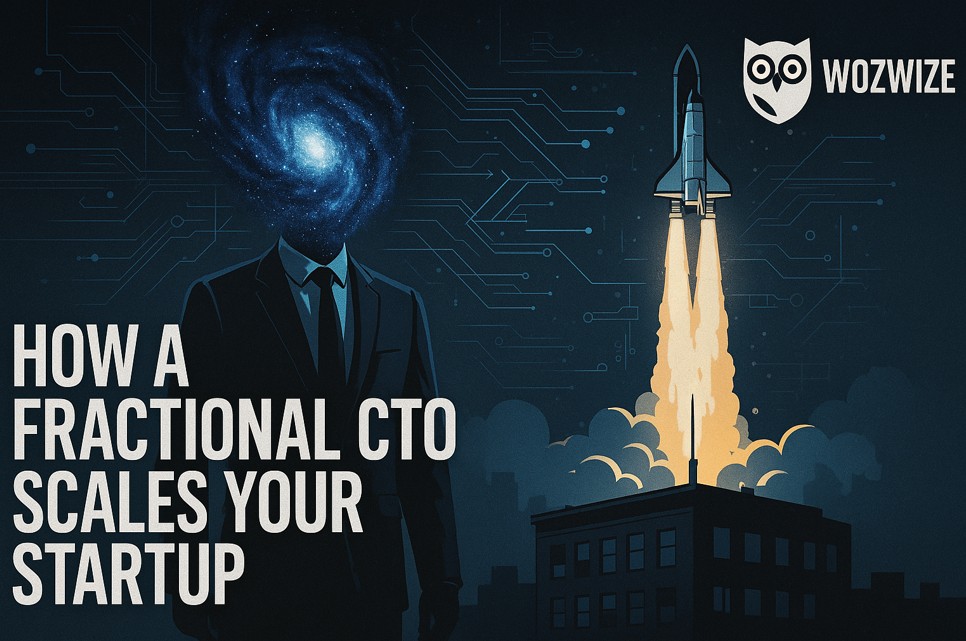 WOZWIZE
HOW A
FRACTIONAL CTO
SCALES YOUR
STARTUP